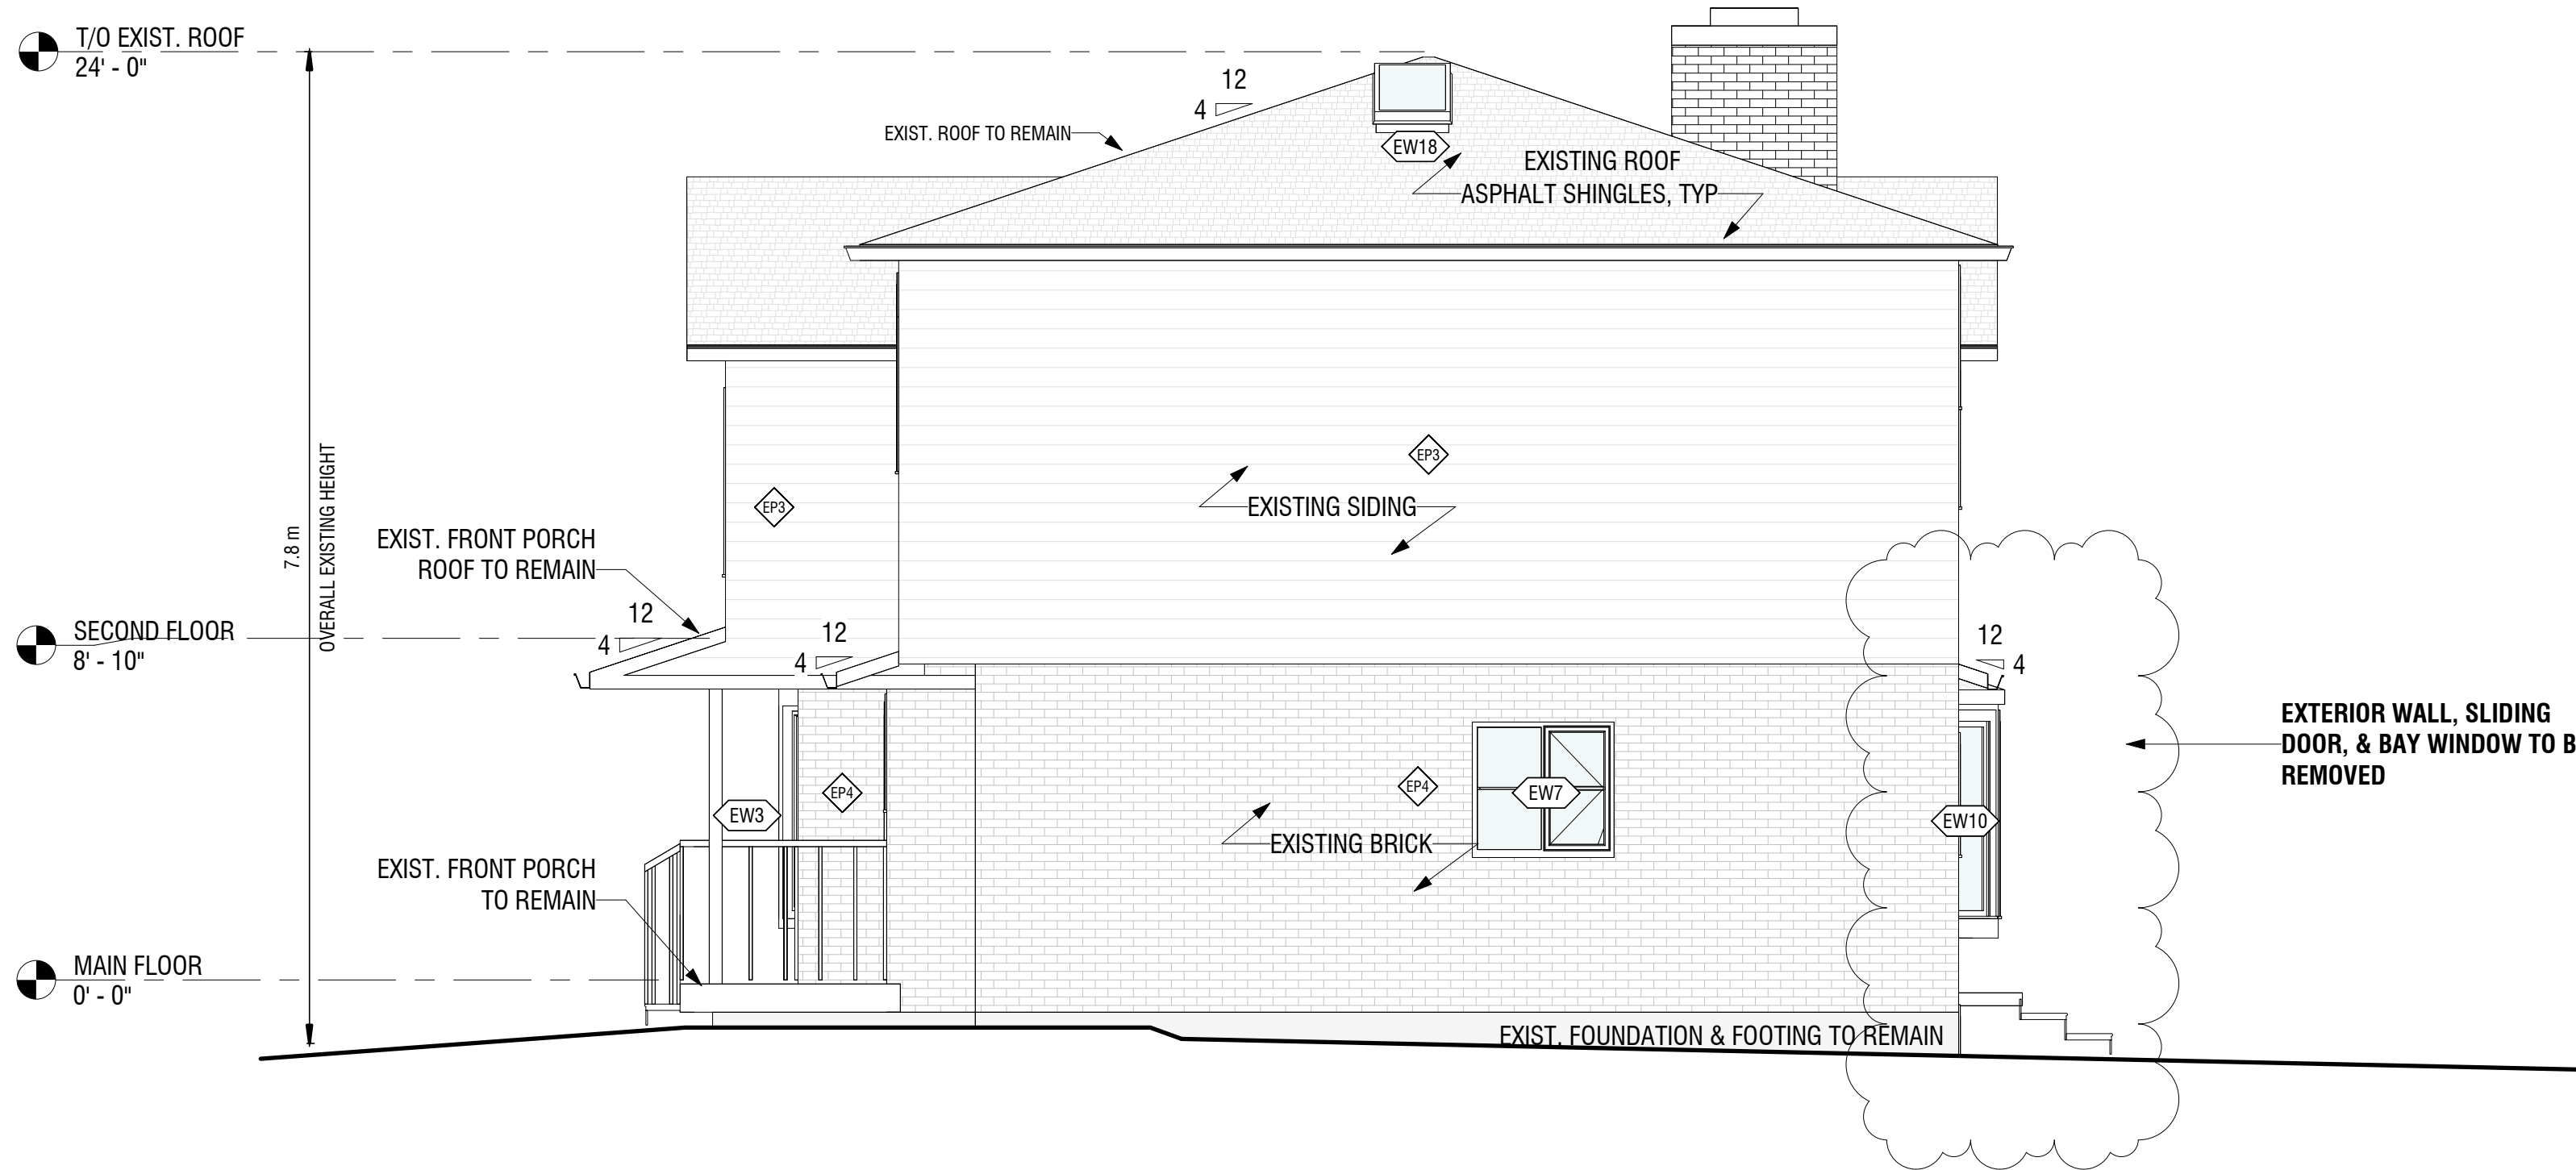 T/O EXIST. ROOF
24' - 0"
12
4
EXIST. ROOF TO REMAIN
EW18
EXISTING ROOF
ASPHALT SHINGLES, TYP
EP3
EP3
EXISTING SIDING
7.8 m
OVERALL EXISTING HEIGHT
EXIST. FRONT PORCH
ROOF TO REMAIN
12
4
12
4
12
4
SECOND FLOOR
8' - 10"
EXTERIOR WALL, SLIDING
DOOR, & BAY WINDOW TO B
REMOVED
EW3
EP4
EP4
EW7
EW10
EXISTING BRICK
EXIST. FRONT PORCH
TO REMAIN
MAIN FLOOR
0' - 0"
EXIST. FOUNDATION & FOOTING TO REMAIN